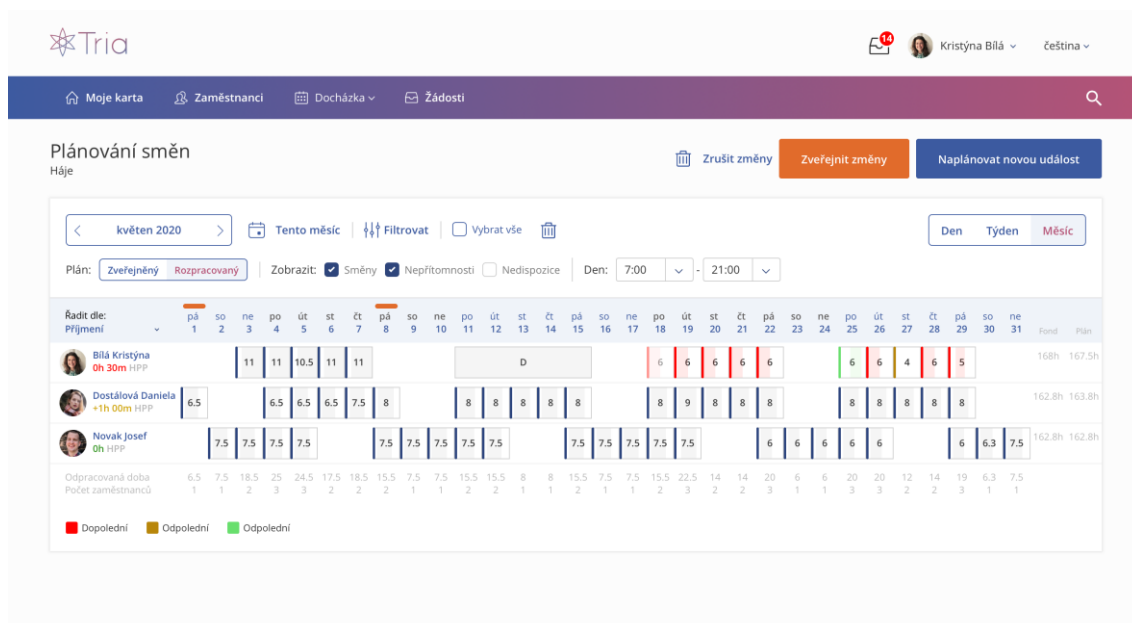 Tria
14
Kristýna Bílá
čeština
Moje karta Zaměstnanci Docházka Žádosti
Plánování směn
Háje
Zrušit změny Zveřejnit změny Naplánovat novou událost
květen 2020 Tento měsíc Filtrovat Vybrat vše Den Týden Měsíc
Plán: Zveřejněný Rozpracovaný Zobrazit: Směny Nepřítomnosti Nedispozice Den: 7:00 - 21:00
Řadit dle: pá so ne po út st čt pá so ne po út st čt pá so ne po út st čt pá so ne po út st čt pá so ne
Příjmení 1 2 3 4 5 6 7 8 9 10 11 12 13 14 15 16 17 18 19 20 21 22 23 24 25 26 27 28 29 30 31 Fond Plán
Bílá Kristýna
0h 30m HPP
11 11 10.5 11 11 D 6 6 6 6 6 6 6 4 6 5 168h 167.5h
Dostálová Daniela
+1h 00m HPP
6.5 6.5 6.5 6.5 7.5 8 8 8 8 8 8 8 9 8 8 8 8 8 8 8 8 162.8h 163.8h
Novak Josef
0h HPP
7.5 7.5 7.5 7.5 7.5 7.5 7.5 7.5 7.5 7.5 7.5 7.5 7.5 7.5 6 6 6 6 6 6 6.3 7.5 162.8h 162.8h
Odpracovaná doba 6.5 7.5 18.5 25 24.5 17.5 18.5 15.5 7.5 7.5 15.5 15.5 8 8 15.5 7.5 7.5 15.5 22.5 14 14 20 6 6 20 20 12 14 19 6.3 7.5
Počet zaměstnanců 1 1 2 3 3 2 2 2 1 1 2 2 1 1 2 1 1 2 3 2 2 3 1 1 3 3 2 2 3 1 1
Dopolední Odpolední Odpolední